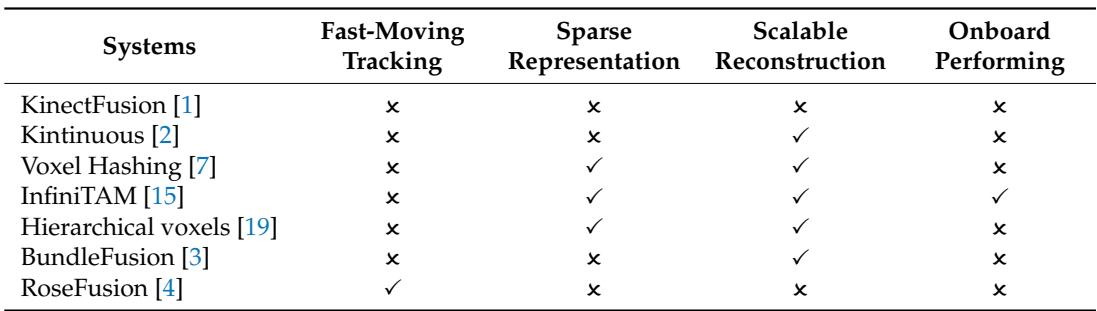 Systems Fast-Moving Tracking Sparse Representation Scalable Reconstruction Onboard Performing
KinectFusion [1] ✗ ✗ ✗ ✗
Kintinuous [2] ✗ ✗ ✓ ✗
Voxel Hashing [7] ✗ ✓ ✓ ✗
InfiniTAM [15] ✗ ✓ ✓ ✓
Hierarchical voxels [19] ✗ ✓ ✓ ✗
BundleFusion [3] ✗ ✗ ✓ ✗
RoseFusion [4] ✓ ✗ ✗ ✗